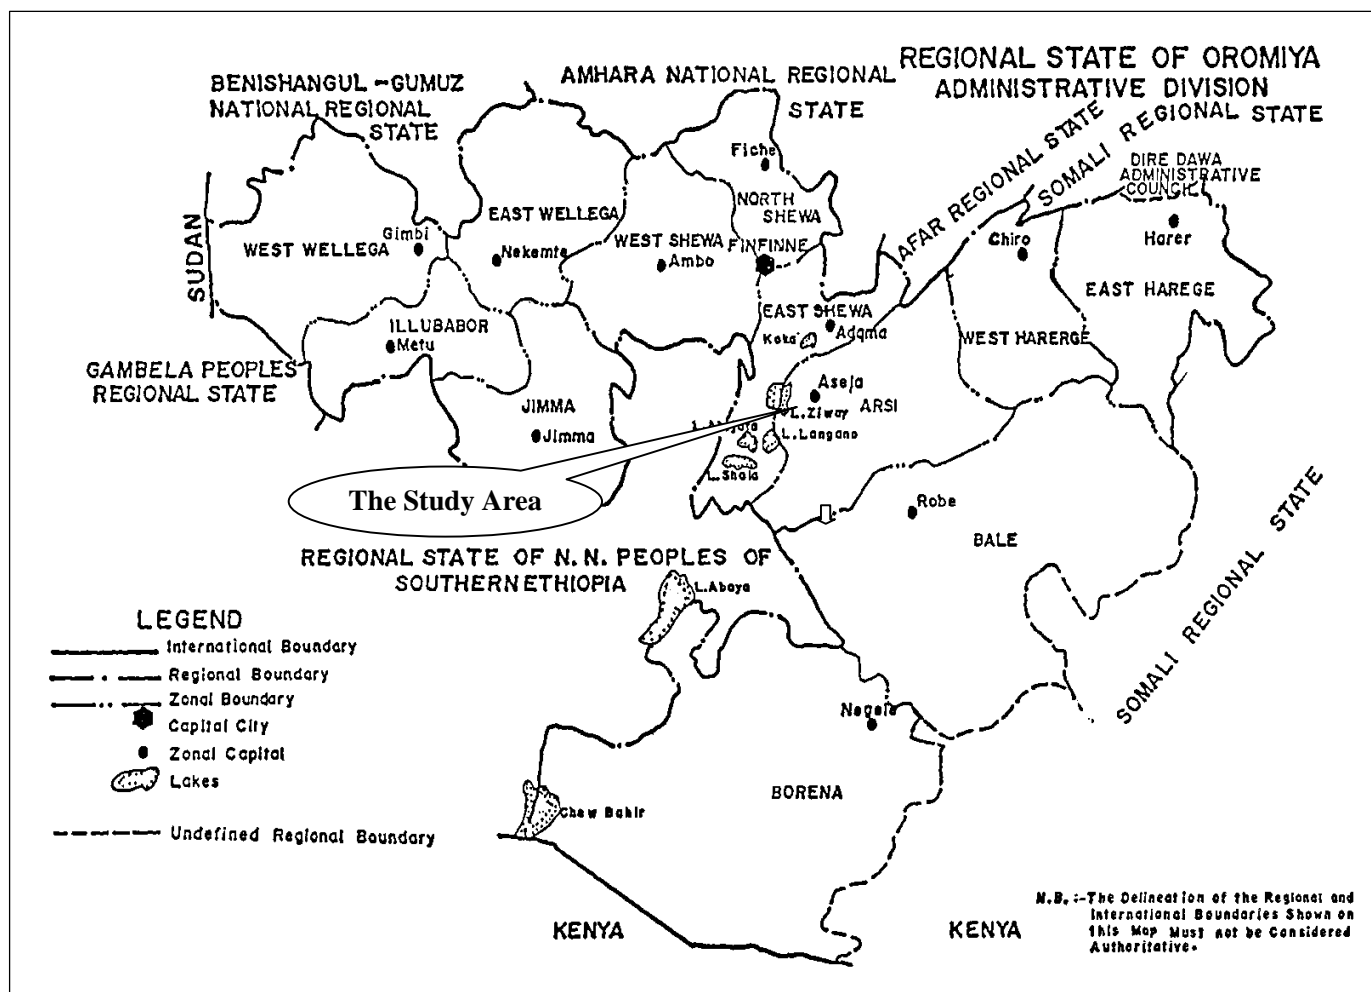 REGIONAL STATE OF OROMIYA
ADMINISTRATIVE DIVISION
BENISHANGUL - GUMUZ
NATIONAL REGIONAL
STATE
AMHARA NATIONAL REGIONAL
STATE
AFAR REGIONAL STATE
SOMALI REGIONAL STATE
DIRE DAWA
ADMINISTRATIVE
COUNCIL
Fiche
NORTH
SHEWA
SUDAN
WEST WELLEGA
Gimbi
EAST WELLEGA
Nekemte
WEST SHEWA
Ambo
FINFINNE
Chiro
Harer
EAST HAREGE
WEST HARERGE
EAST SHEWA
Adama
Koka
ILLUBABOR
Metu
GAMBELA PEOPLES
REGIONAL STATE
JIMMA
Jimma
Asela
ARSI
L. Ziway
L. Langano
L. Shala
The Study Area
Robe
BALE
SOMALI REGIONAL STATE
REGIONAL STATE OF N. N. PEOPLES OF
SOUTHERN ETHIOPIA
L. Abaya
LEGEND
International Boundary
Regional Boundary
Zonal Boundary
Capital City
Zonal Capital
Lakes
Undefined Regional Boundary
Negele
BORENA
Chew Bahir
KENYA
KENYA
N.B. :- The Delineation of the Regional and
International Boundaries Shown on
this Map Must not be Considered
Authoritative.